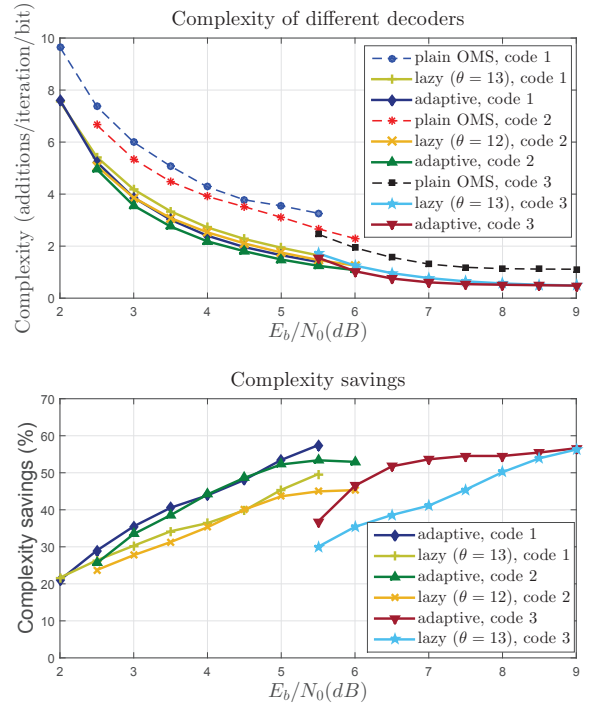 Complexity of different decoders
Complexity (additions/iteration/bit)
10
8
6
4
2
0
plain OMS, code 1
lazy (θ = 13), code 1
adaptive, code 1
plain OMS, code 2
lazy (θ = 12), code 2
adaptive, code 2
plain OMS, code 3
lazy (θ = 13), code 3
adaptive, code 3
2 3 4 5 6 7 8 9
E_b/N_0(dB)
Complexity savings
Complexity savings (%)
70
60
50
40
30
20
10
0
adaptive, code 1
lazy (θ = 13), code 1
adaptive, code 2
lazy (θ = 12), code 2
adaptive, code 3
lazy (θ = 13), code 3
2 3 4 5 6 7 8 9
E_b/N_0(dB)